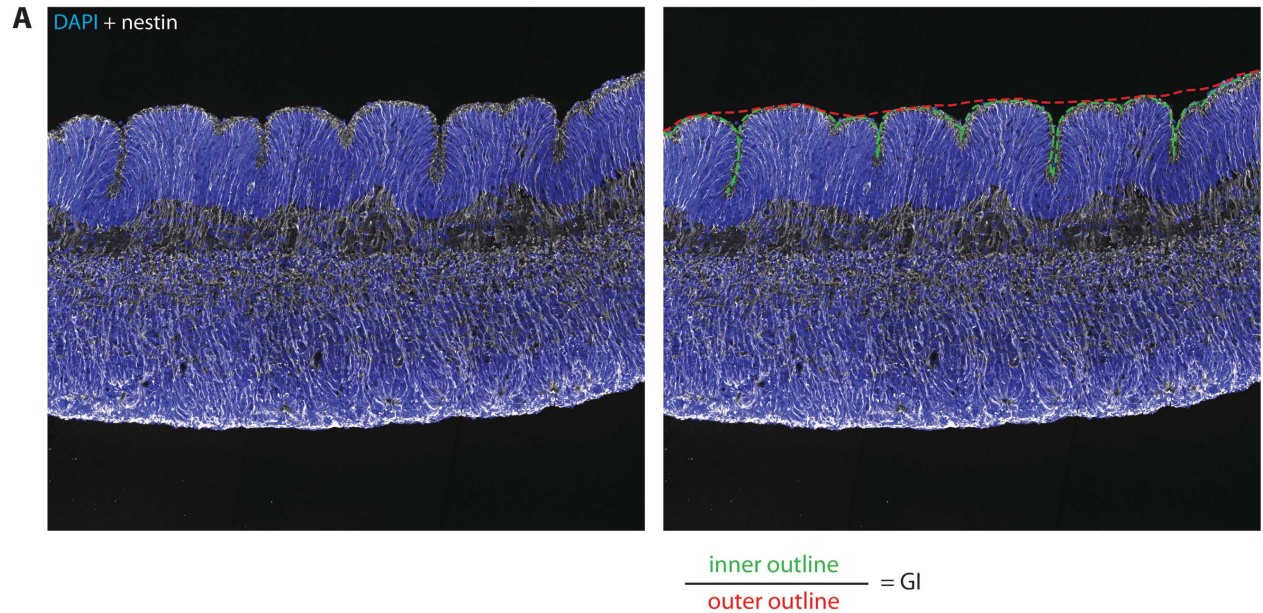 A
DAPI + nestin
inner outline
outer outline
= GI